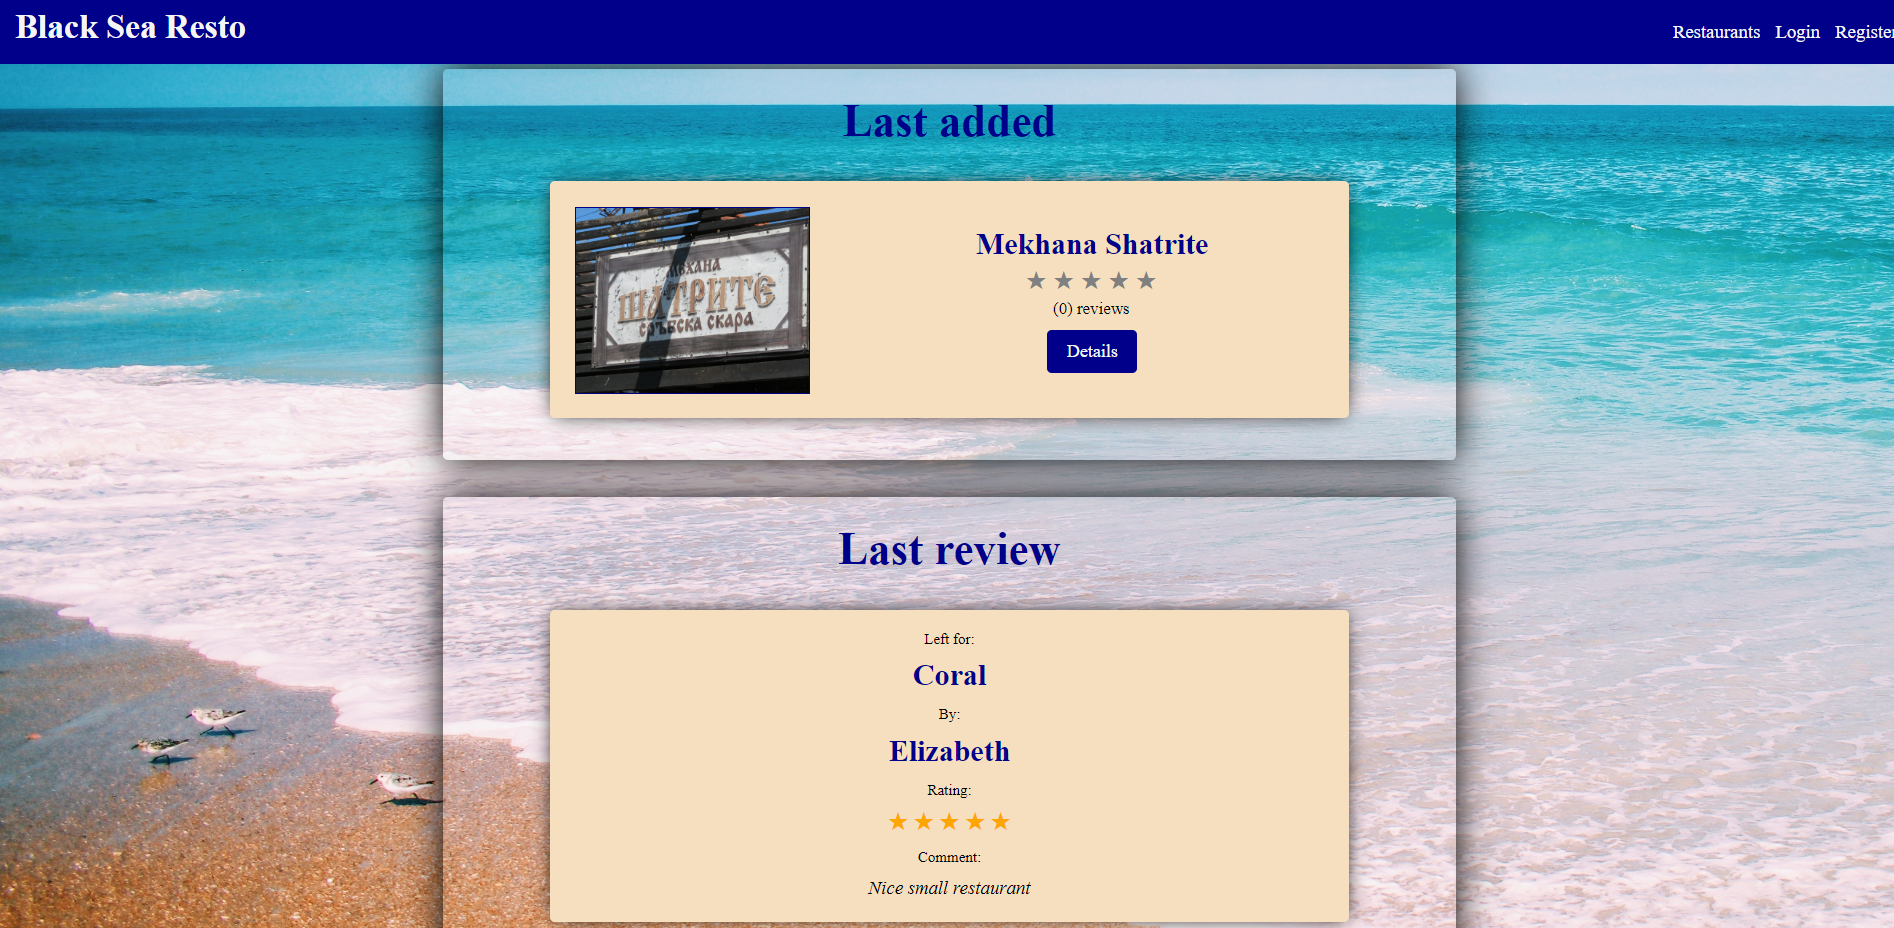 Black Sea Resto
Restaurants Login Register
Last added
МЕХАНА
ШАТРИТЕ
сръбска скара
Mekhana Shatrite
★ ★ ★ ★ ★
(0) reviews
Details
Last review
Left for:
Coral
By:
Elizabeth
Rating:
★ ★ ★ ★ ★
Comment:
Nice small restaurant